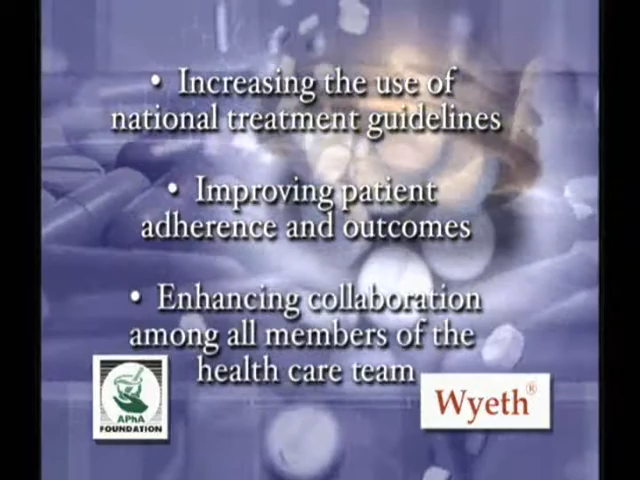 • Increasing the use of
national treatment guidelines
• Improving patient
adherence and outcomes
• Enhancing collaboration
among all members of the
health care team
APhA
FOUNDATION
Wyeth®